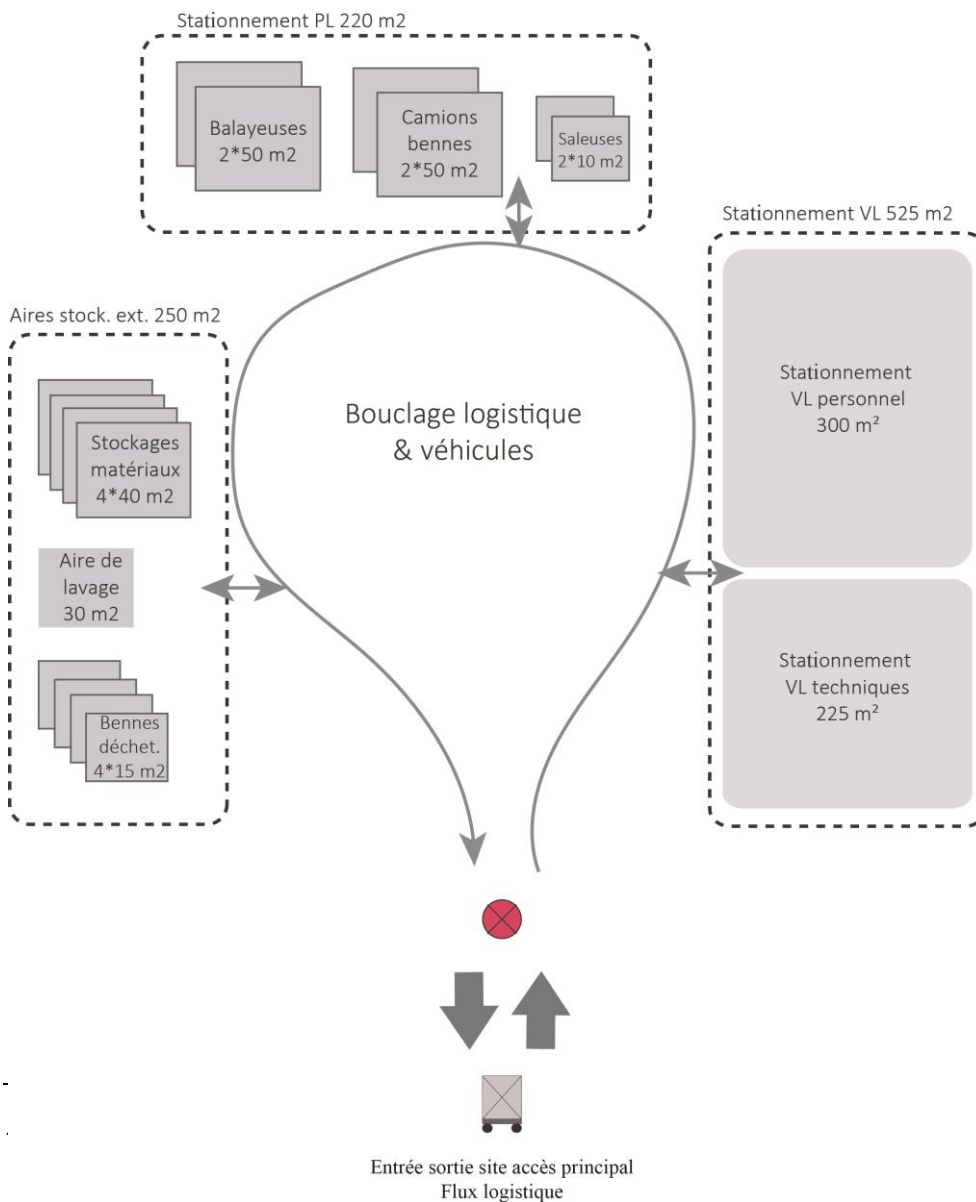 Stationnement PL 220 m2
Balayeuses
2*50 m2
Camions
bennes
2*50 m2
Saleuses
2*10 m2
Stationnement VL 525 m2
Stationnement
VL personnel
300 m²
Stationnement
VL techniques
225 m²
Aires stock. ext. 250 m2
Stockages
matériaux
4*40 m2
Aire de
lavage
30 m2
Bennes
déchet.
4*15 m2
Bouclage logistique
& véhicules
Entrée sortie site accès principal
Flux logistique